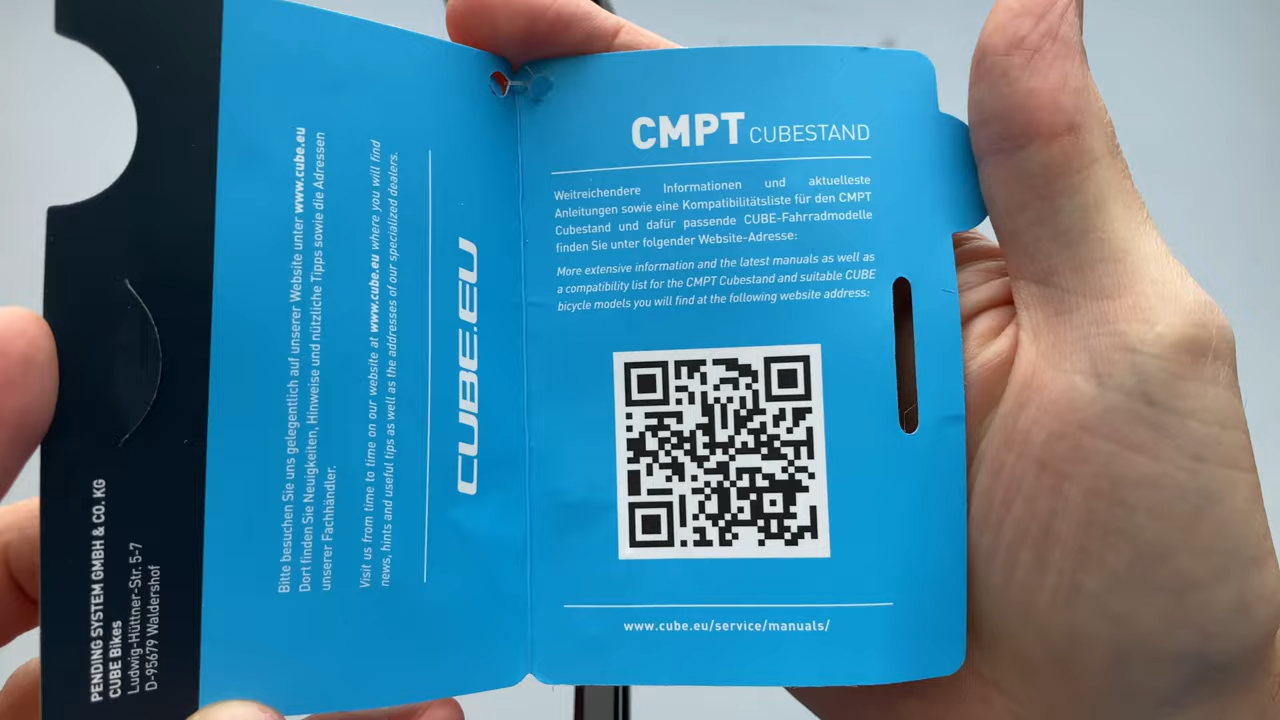 PENDING SYSTEM GMBH & CO. KG
CUBE Bikes
Ludwig-Hüttner-Str. 5-7
D-95679 Waldershof
Bitte besuchen Sie uns gelegentlich auf unserer Website unter www.cube.eu
Dort finden Sie Neuigkeiten, Hinweise und nützliche Tipps sowie die Adressen
unserer Fachhändler.
Visit us from time to time on our website at www.cube.eu where you will find
news, hints and useful tips as well as the addresses of our specialized dealers.
CUBE.EU
CMPT CUBESTAND
Weitreichendere Informationen und aktuelleste
Anleitungen sowie eine Kompatibilitätsliste für den CMPT
Cubestand und dafür passende CUBE-Fahrradmodelle
finden Sie unter folgender Website-Adresse:
More extensive information and the latest manuals as well as
a compatibility list for the CMPT Cubestand and suitable CUBE
bicycle models you will find at the following website address:
www.cube.eu/service/manuals/